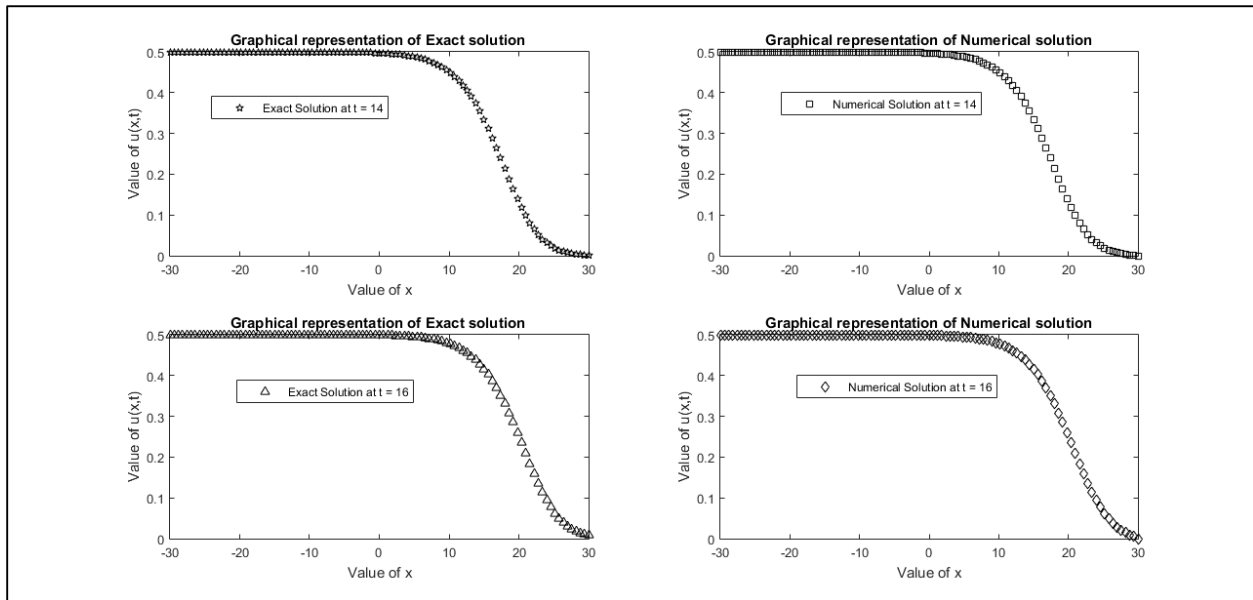 Graphical representation of Exact solution
Value of u(x,t)
0.5
0.4
0.3
0.2
0.1
0
Exact Solution at t = 14
-30 -20 -10 0 10 20 30
Value of x
Graphical representation of Numerical solution
Value of u(x,t)
0.5
0.4
0.3
0.2
0.1
0
Numerical Solution at t = 14
-30 -20 -10 0 10 20 30
Value of x
Graphical representation of Exact solution
Value of u(x,t)
0.5
0.4
0.3
0.2
0.1
0
Exact Solution at t = 16
-30 -20 -10 0 10 20 30
Value of x
Graphical representation of Numerical solution
Value of u(x,t)
0.5
0.4
0.3
0.2
0.1
0
Numerical Solution at t = 16
-30 -20 -10 0 10 20 30
Value of x